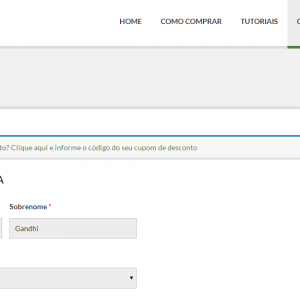 HOME COMO COMPRAR TUTORIAIS
to? Clique aqui e informe o código do seu cupom de desconto
A
Sobrenome *
Gandhi